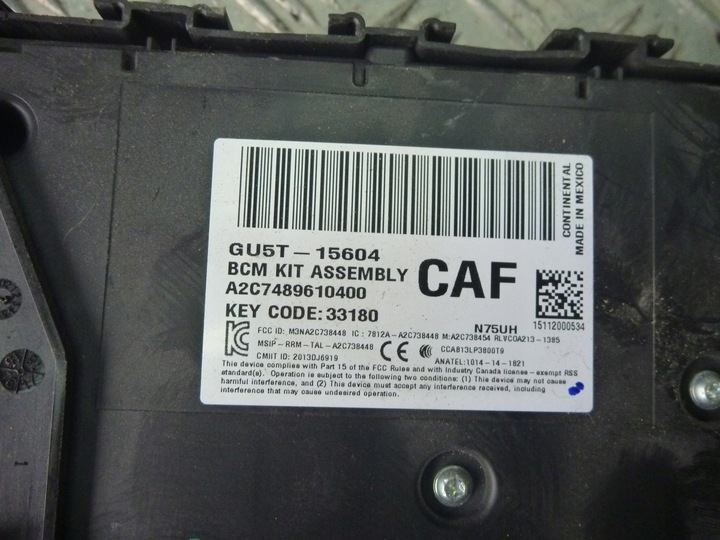 CONTINENTAL
MADE IN MEXICO
GU5T-15604
BCM KIT ASSEMBLY
A2C7489610400
CAF
KEY CODE:33180
N75UH
15112000534
FCC ID: M3NA2C738448 IC: 7812A-A2C738448 M:A2C738454 RLVCOA213-1385
MSIP-RRM-TAL-A2C738448 CE CCAB13LP3800T9
CMIIT ID: 2013DJ6919 ANATEL:1014-14-1821
This device complies with Part 15 of the FCC Rules and with Industry Canada license-exempt RSS
standard(s). Operation is subject to the following two conditions: (1) This device may not cause
harmful interference, and (2) This device must accept any interference received, including
interference that may cause undesired operation.
1